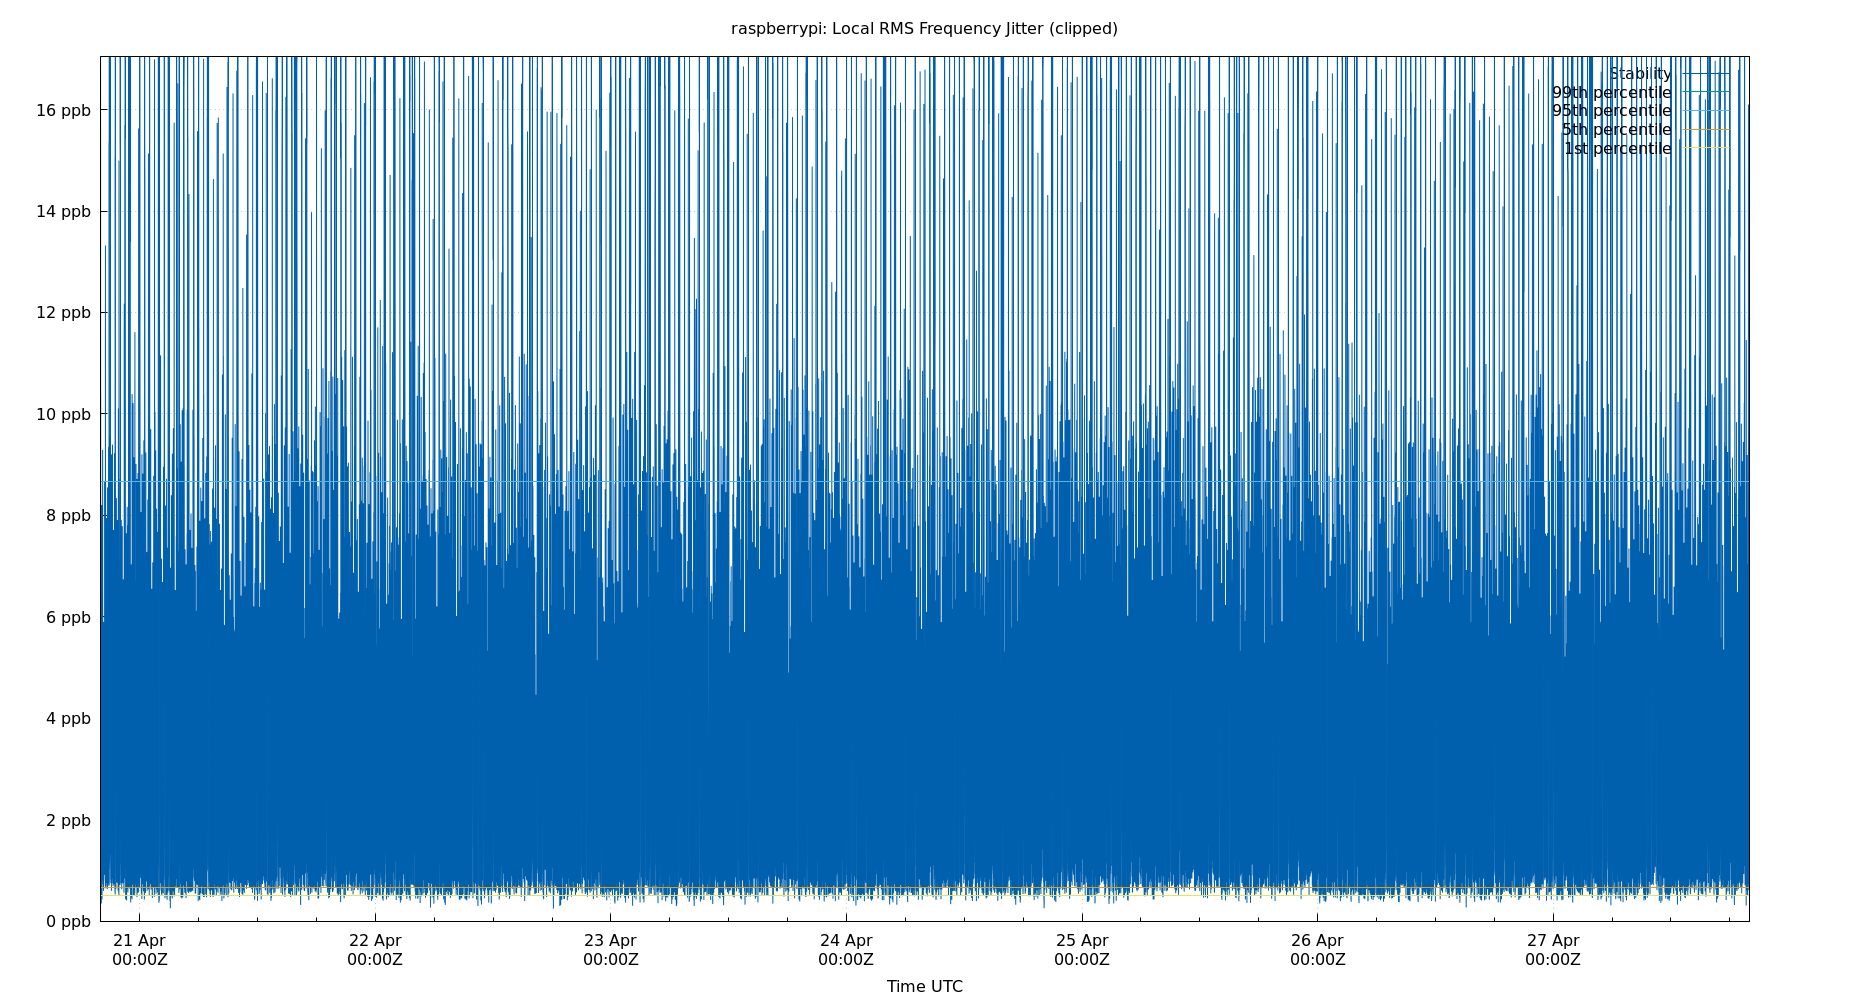 raspberrypi: Local RMS Frequency Jitter (clipped)
Stability
99th percentile
95th percentile
5th percentile
1st percentile
16 ppb
14 ppb
12 ppb
10 ppb
8 ppb
6 ppb
4 ppb
2 ppb
0 ppb
21 Apr 22 Apr 23 Apr 24 Apr 25 Apr 26 Apr 27 Apr
00:00Z 00:00Z 00:00Z 00:00Z 00:00Z 00:00Z 00:00Z
Time UTC